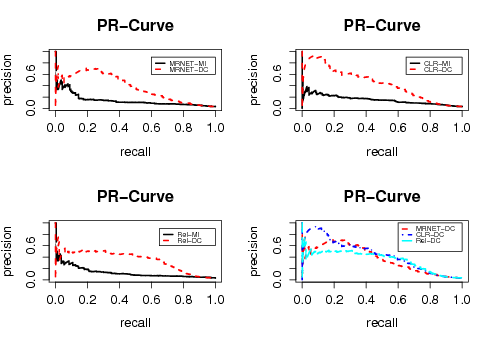 PR−Curve
precision
0.0 0.6
MRNET−MI
MRNET−DC
0.0 0.2 0.4 0.6 0.8 1.0
recall
PR−Curve
precision
0.0 0.6
CLR−MI
CLR−DC
0.0 0.2 0.4 0.6 0.8 1.0
recall
PR−Curve
precision
0.0 0.6
Rel−MI
Rel−DC
0.0 0.2 0.4 0.6 0.8 1.0
recall
PR−Curve
precision
0.0 0.6
MRNET−DC
CLR−DC
Rel−DC
0.0 0.2 0.4 0.6 0.8 1.0
recall